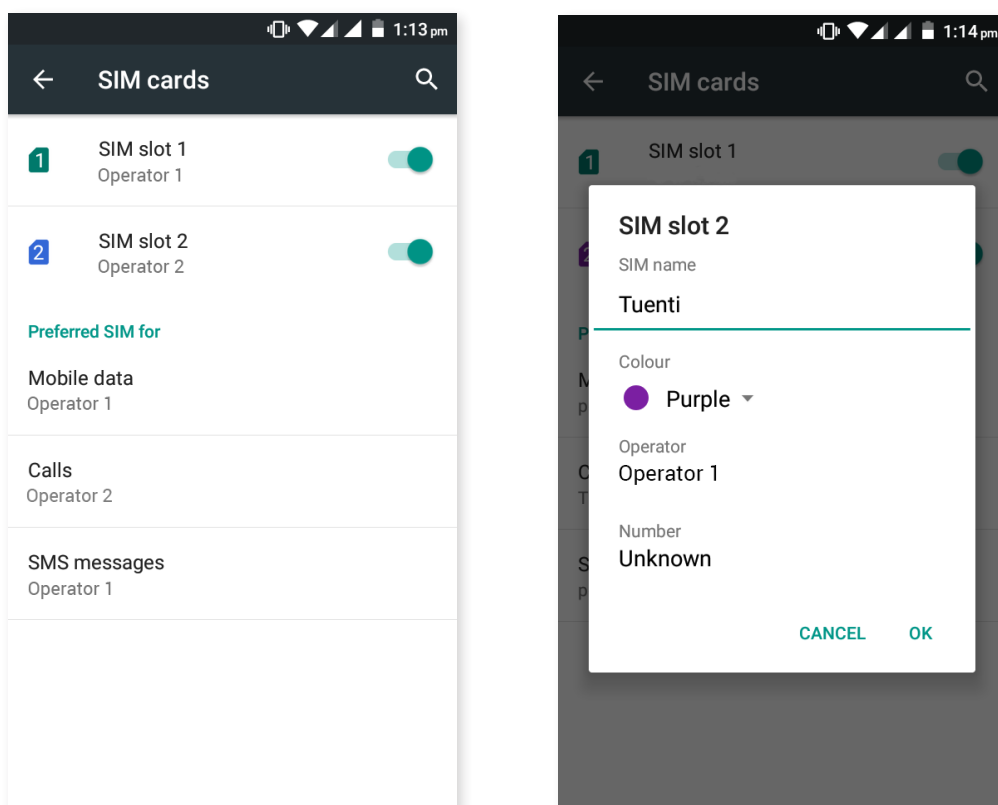 1:13 pm
SIM cards
1
SIM slot 1
Operator 1
2
SIM slot 2
Operator 2
Preferred SIM for
Mobile data
Operator 1
Calls
Operator 2
SMS messages
Operator 1
1:14 pm
SIM cards
1
SIM slot 1
SIM slot 2
SIM name
Tuenti
Colour
Purple
Operator
Operator 1
Number
Unknown
CANCEL
OK